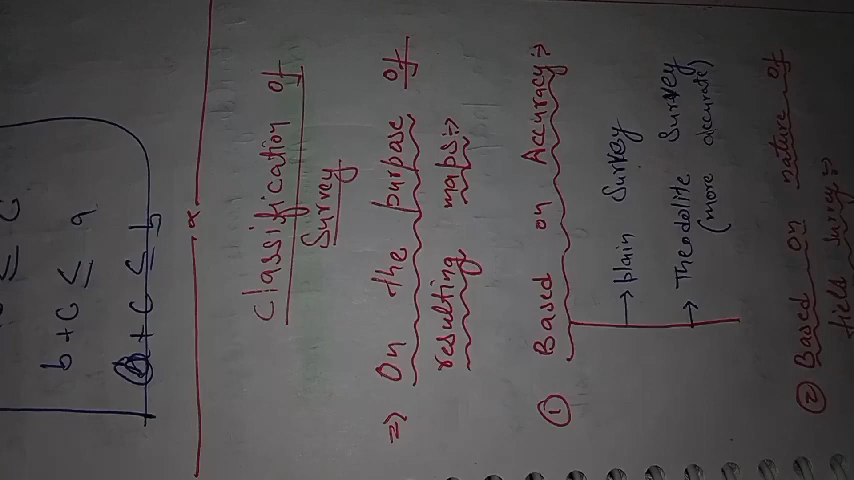 b + c ≤ a
a + c ≤ b
Classification of
Survey
⇒ On the purpose of
resulting maps :-
① Based on Accuracy :-
→ plain Survey
→ Theodolite Survey
(more accurate)
② Based on nature of
field survey :-